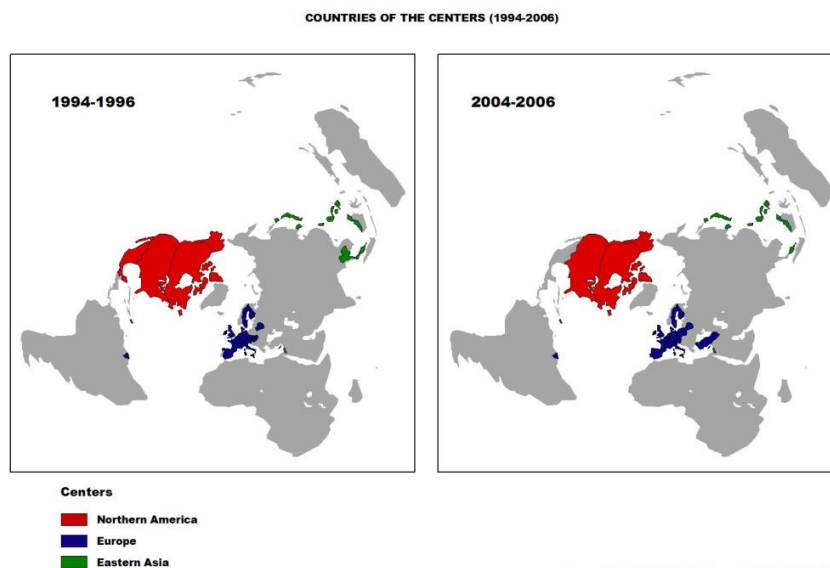 COUNTRIES OF THE CENTERS (1994-2006)
1994-1996
2004-2006
Centers
Northern America
Europe
Eastern Asia